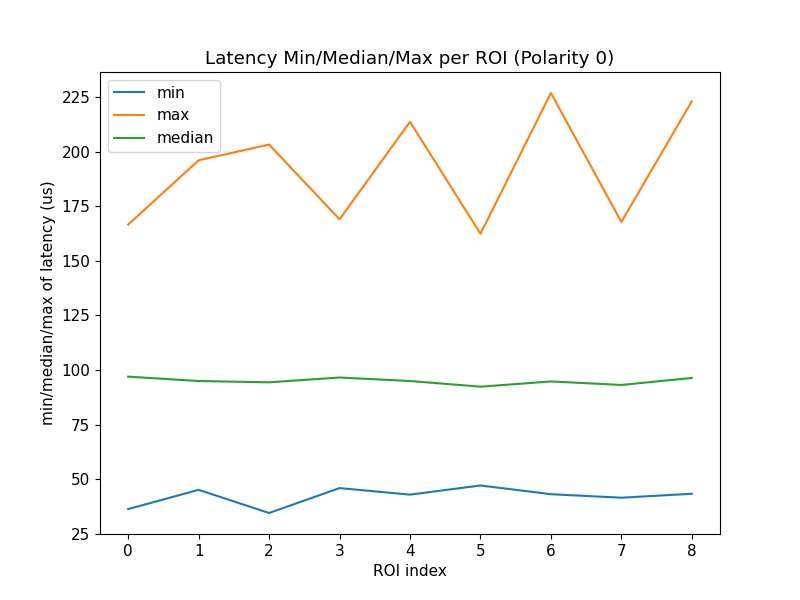 Latency Min/Median/Max per ROI (Polarity 0)
min
max
median
min/median/max of latency (us)
225
200
175
150
125
100
75
50
25
0 1 2 3 4 5 6 7 8
ROI index